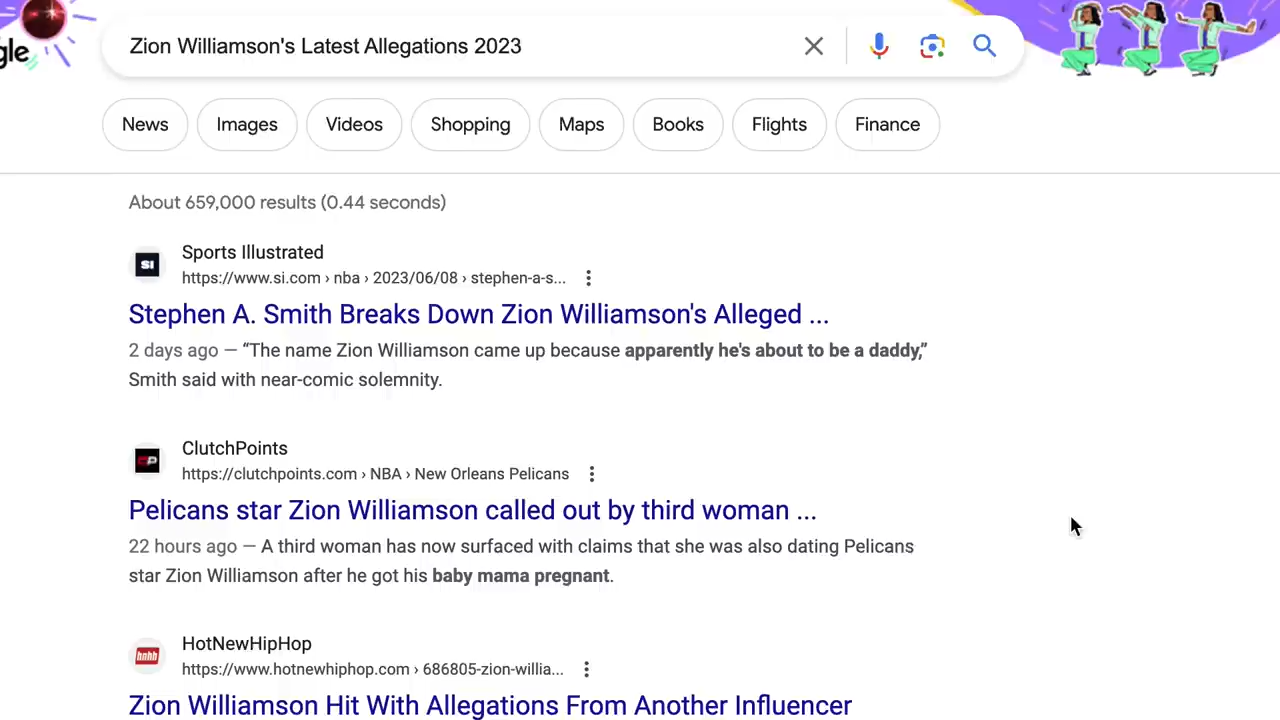 gle
Zion Williamson's Latest Allegations 2023
News Images Videos Shopping Maps Books Flights Finance
About 659,000 results (0.44 seconds)
SI
Sports Illustrated
https://www.si.com › nba › 2023/06/08 › stephen-a-s...
Stephen A. Smith Breaks Down Zion Williamson's Alleged ...
2 days ago — “The name Zion Williamson came up because apparently he's about to be a daddy,”
Smith said with near-comic solemnity.
CP
ClutchPoints
https://clutchpoints.com › NBA › New Orleans Pelicans
Pelicans star Zion Williamson called out by third woman ...
22 hours ago — A third woman has now surfaced with claims that she was also dating Pelicans
star Zion Williamson after he got his baby mama pregnant.
hnhh
HotNewHipHop
https://www.hotnewhiphop.com › 686805-zion-willia...
Zion Williamson Hit With Allegations From Another Influencer